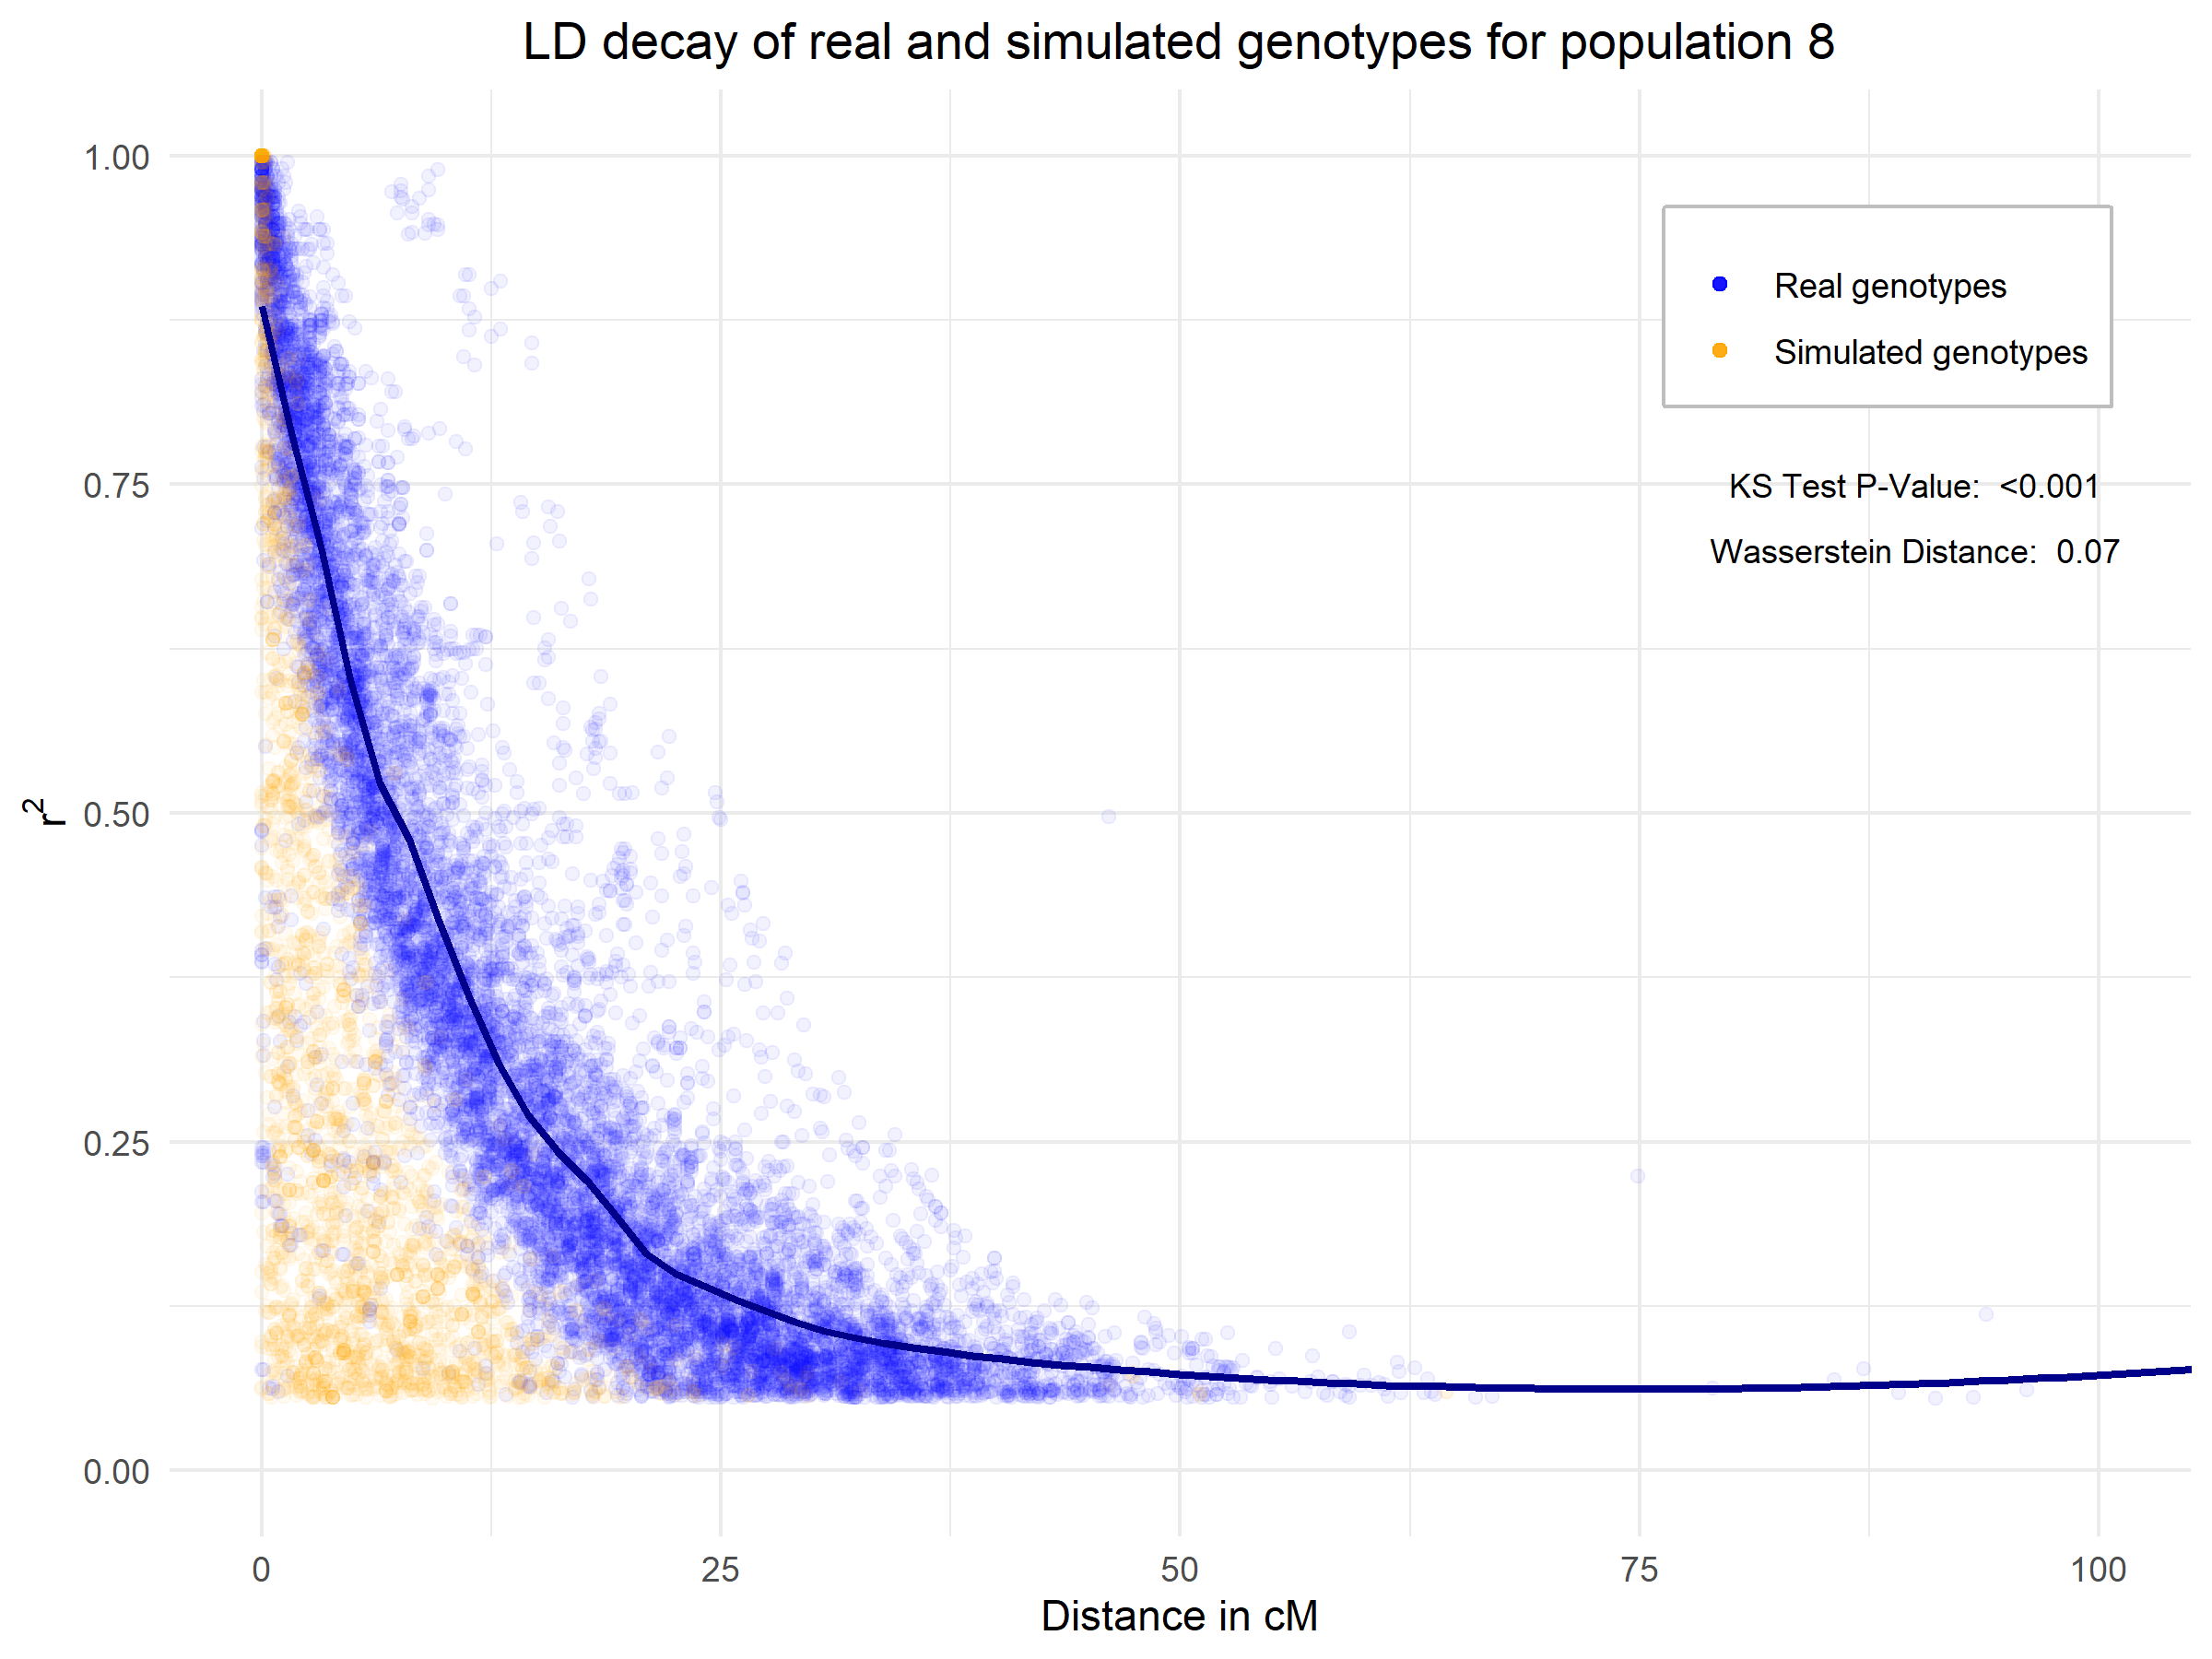 LD decay of real and simulated genotypes for population 8
1.00
0.75
0.50
0.25
0.00
r²
Real genotypes
Simulated genotypes
KS Test P-Value: <0.001
Wasserstein Distance: 0.07
0 25 50 75 100
Distance in cM